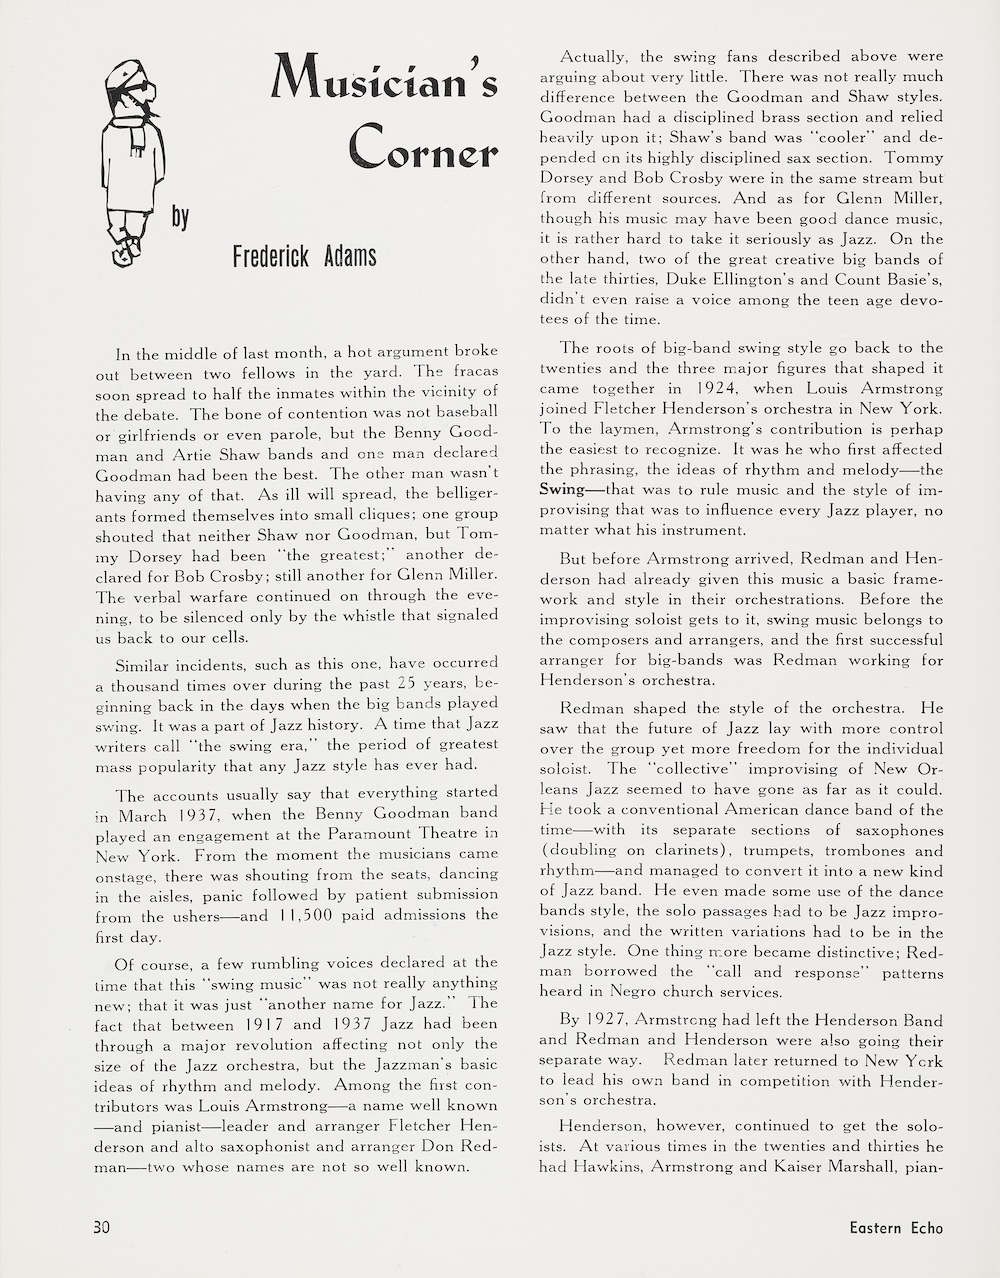 Musician's
Corner
by
Frederick Adams
In the middle of last month, a hot argument broke
out between two fellows in the yard. The fracas
soon spread to half the inmates within the vicinity of
the debate. The bone of contention was not baseball
or girlfriends or even parole, but the Benny Good-
man and Artie Shaw bands and one man declared
Goodman had been the best. The other man wasn't
having any of that. As ill will spread, the belliger-
ants formed themselves into small cliques; one group
shouted that neither Shaw nor Goodman, but Tom-
my Dorsey had been "the greatest;" another de-
clared for Bob Crosby; still another for Glenn Miller.
The verbal warfare continued on through the eve-
ning, to be silenced only by the whistle that signaled
us back to our cells.
Similar incidents, such as this one, have occurred
a thousand times over during the past 25 years, be-
ginning back in the days when the big bands played
swing. It was a part of Jazz history. A time that Jazz
writers call "the swing era," the period of greatest
mass popularity that any Jazz style has ever had.
The accounts usually say that everything started
in March 1937, when the Benny Goodman band
played an engagement at the Paramount Theatre in
New York. From the moment the musicians came
onstage, there was shouting from the seats, dancing
in the aisles, panic followed by patient submission
from the ushers—and 11,500 paid admissions the
first day.
Of course, a few rumbling voices declared at the
time that this "swing music" was not really anything
new; that it was just "another name for Jazz." The
fact that between 1917 and 1937 Jazz had been
through a major revolution affecting not only the
size of the Jazz orchestra, but the Jazzman's basic
ideas of rhythm and melody. Among the first con-
tributors was Louis Armstrong—a name well known
—and pianist—leader and arranger Fletcher Hen-
derson and alto saxophonist and arranger Don Red-
man—two whose names are not so well known.
Actually, the swing fans described above were
arguing about very little. There was not really much
difference between the Goodman and Shaw styles.
Goodman had a disciplined brass section and relied
heavily upon it; Shaw's band was "cooler" and de-
pended on its highly disciplined sax section. Tommy
Dorsey and Bob Crosby were in the same stream but
from different sources. And as for Glenn Miller,
though his music may have been good dance music,
it is rather hard to take it seriously as Jazz. On the
other hand, two of the great creative big bands of
the late thirties, Duke Ellington's and Count Basie's,
didn't even raise a voice among the teen age devo-
tees of the time.
The roots of big-band swing style go back to the
twenties and the three major figures that shaped it
came together in 1924, when Louis Armstrong
joined Fletcher Henderson's orchestra in New York.
To the laymen, Armstrong's contribution is perhap
the easiest to recognize. It was he who first affected
the phrasing, the ideas of rhythm and melody—the
Swing—that was to rule music and the style of im-
provising that was to influence every Jazz player, no
matter what his instrument.
But before Armstrong arrived, Redman and Hen-
derson had already given this music a basic frame-
work and style in their orchestrations. Before the
improvising soloist gets to it, swing music belongs to
the composers and arrangers, and the first successful
arranger for big-bands was Redman working for
Henderson's orchestra.
Redman shaped the style of the orchestra. He
saw that the future of Jazz lay with more control
over the group yet more freedom for the individual
soloist. The "collective" improvising of New Or-
leans Jazz seemed to have gone as far as it could.
He took a conventional American dance band of the
time—with its separate sections of saxophones
(doubling on clarinets), trumpets, trombones and
rhythm—and managed to convert it into a new kind
of Jazz band. He even made some use of the dance
bands style, the solo passages had to be Jazz impro-
visions, and the written variations had to be in the
Jazz style. One thing more became distinctive; Red-
man borrowed the "call and response" patterns
heard in Negro church services.
By 1927, Armstrong had left the Henderson Band
and Redman and Henderson were also going their
separate way. Redman later returned to New York
to lead his own band in competition with Hender-
son's orchestra.
Henderson, however, continued to get the solo-
ists. At various times in the twenties and thirties he
had Hawkins, Armstrong and Kaiser Marshall, pian-
30
Eastern Echo